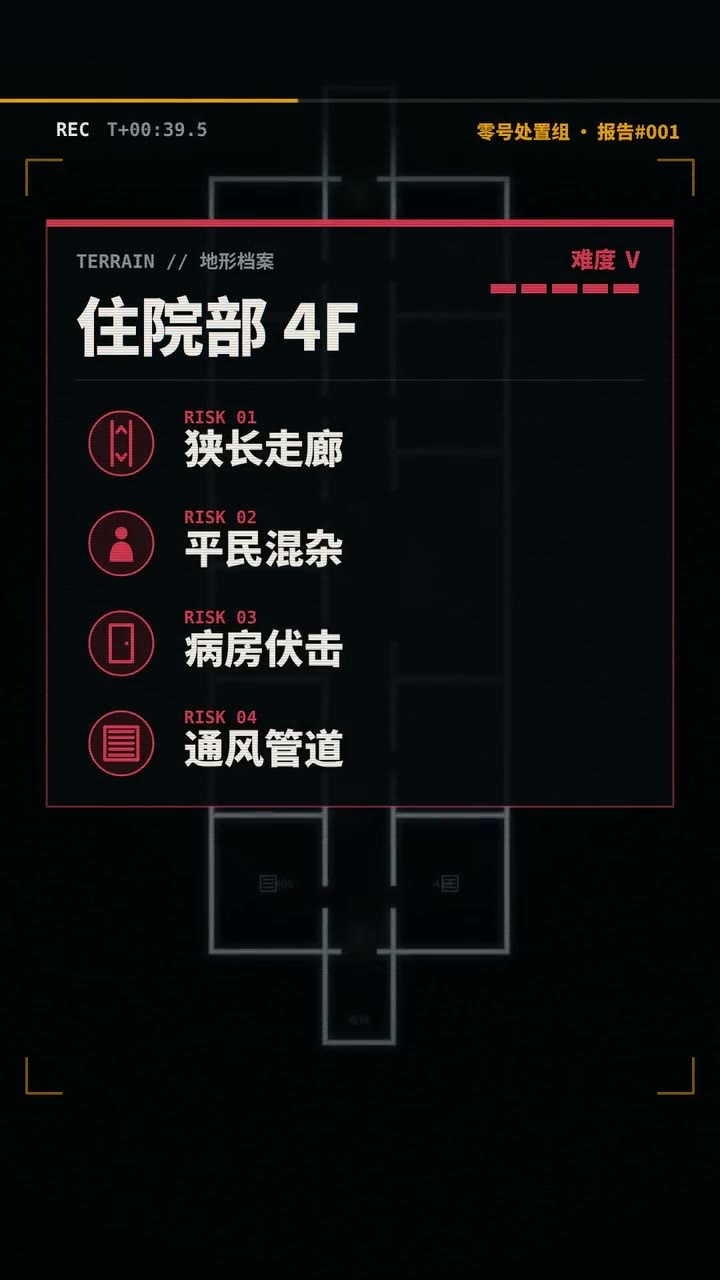 REC T+00:39.5
零号处置组 · 报告#001
TERRAIN // 地形档案
难度 V
住院部 4F
RISK 01
狭长走廊
RISK 02
平民混杂
RISK 03
病房伏击
RISK 04
通风管道